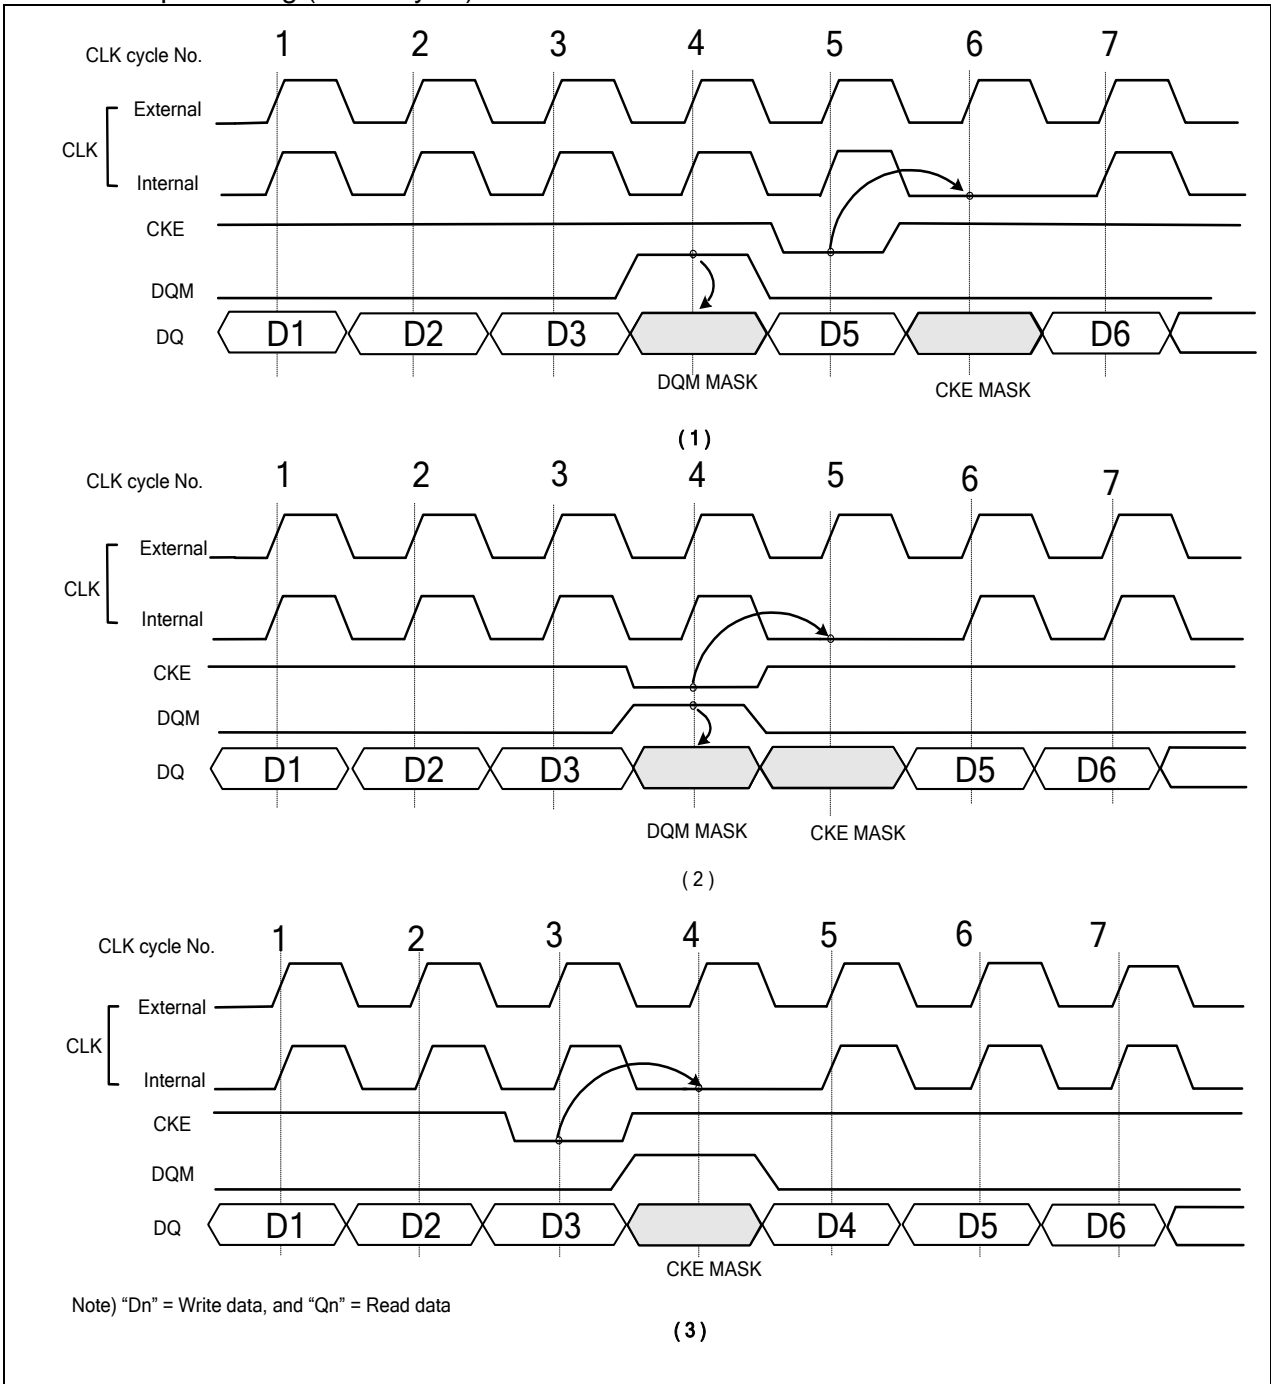 CLK cycle No. 1 2 3 4 5 6 7
External
CLK
Internal
CKE
DQM
DQ D1 D2 D3 D5 D6
DQM MASK CKE MASK
(1)
CLK cycle No. 1 2 3 4 5 6 7
External
CLK
Internal
CKE
DQM
DQ D1 D2 D3 D5 D6
DQM MASK CKE MASK
(2)
CLK cycle No. 1 2 3 4 5 6 7
External
CLK
Internal
CKE
DQM
DQ D1 D2 D3 D4 D5 D6
CKE MASK
Note) “Dn” = Write data, and “Qn” = Read data
(3)